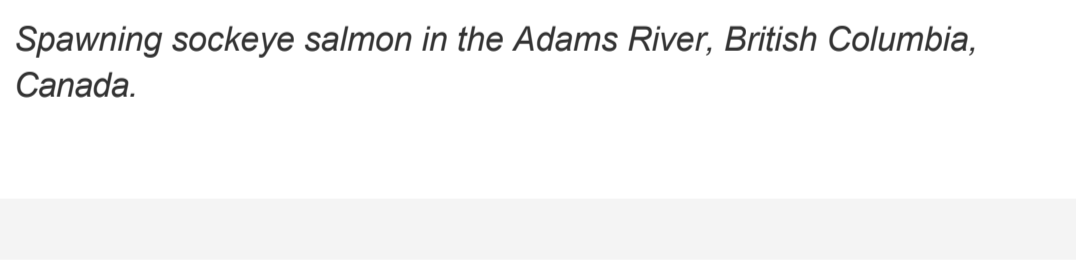 Spawning sockeye salmon in the Adams River, British Columbia,
Canada.